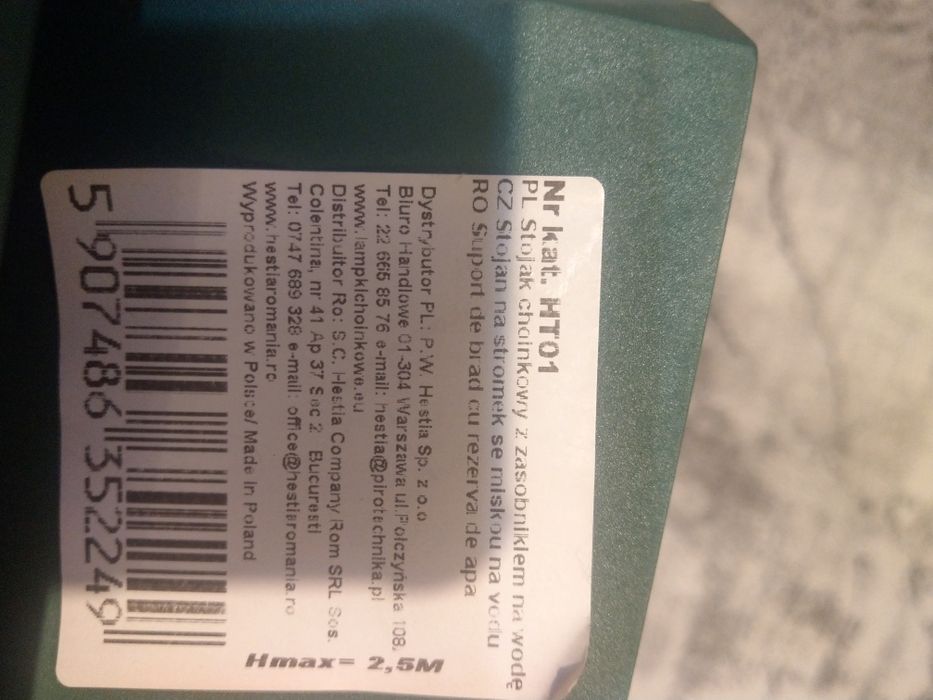 Nr kat. HT01
PL Stojak choinkowy z zasobnikiem na wodę
CZ Stojan na stromek se miskou na vodu
RO Suport de brad cu rezerva de apa
Dystrybutor PL: P.W. Hestia Sp. z o.o
Biuro Handlowe 01-304 Warszawa ul.Połczyńska 108,
Tel: 22 665 85 76 e-mail: hestia@pirotechnika.pl
www.lampkichoinkowe.eu
Distribuitor Ro: S.C. Hestia Company Rom SRL Sos.
Colentina, nr 41 Ap 37 Sec 2 Bucuresti
Tel: 0747 689 328 e-mail: office@hestiaromania.ro
www.hestiaromania.ro
Wyprodukowano w Polsce/ Made in Poland
Hmax= 2,5M
5 907486 352249